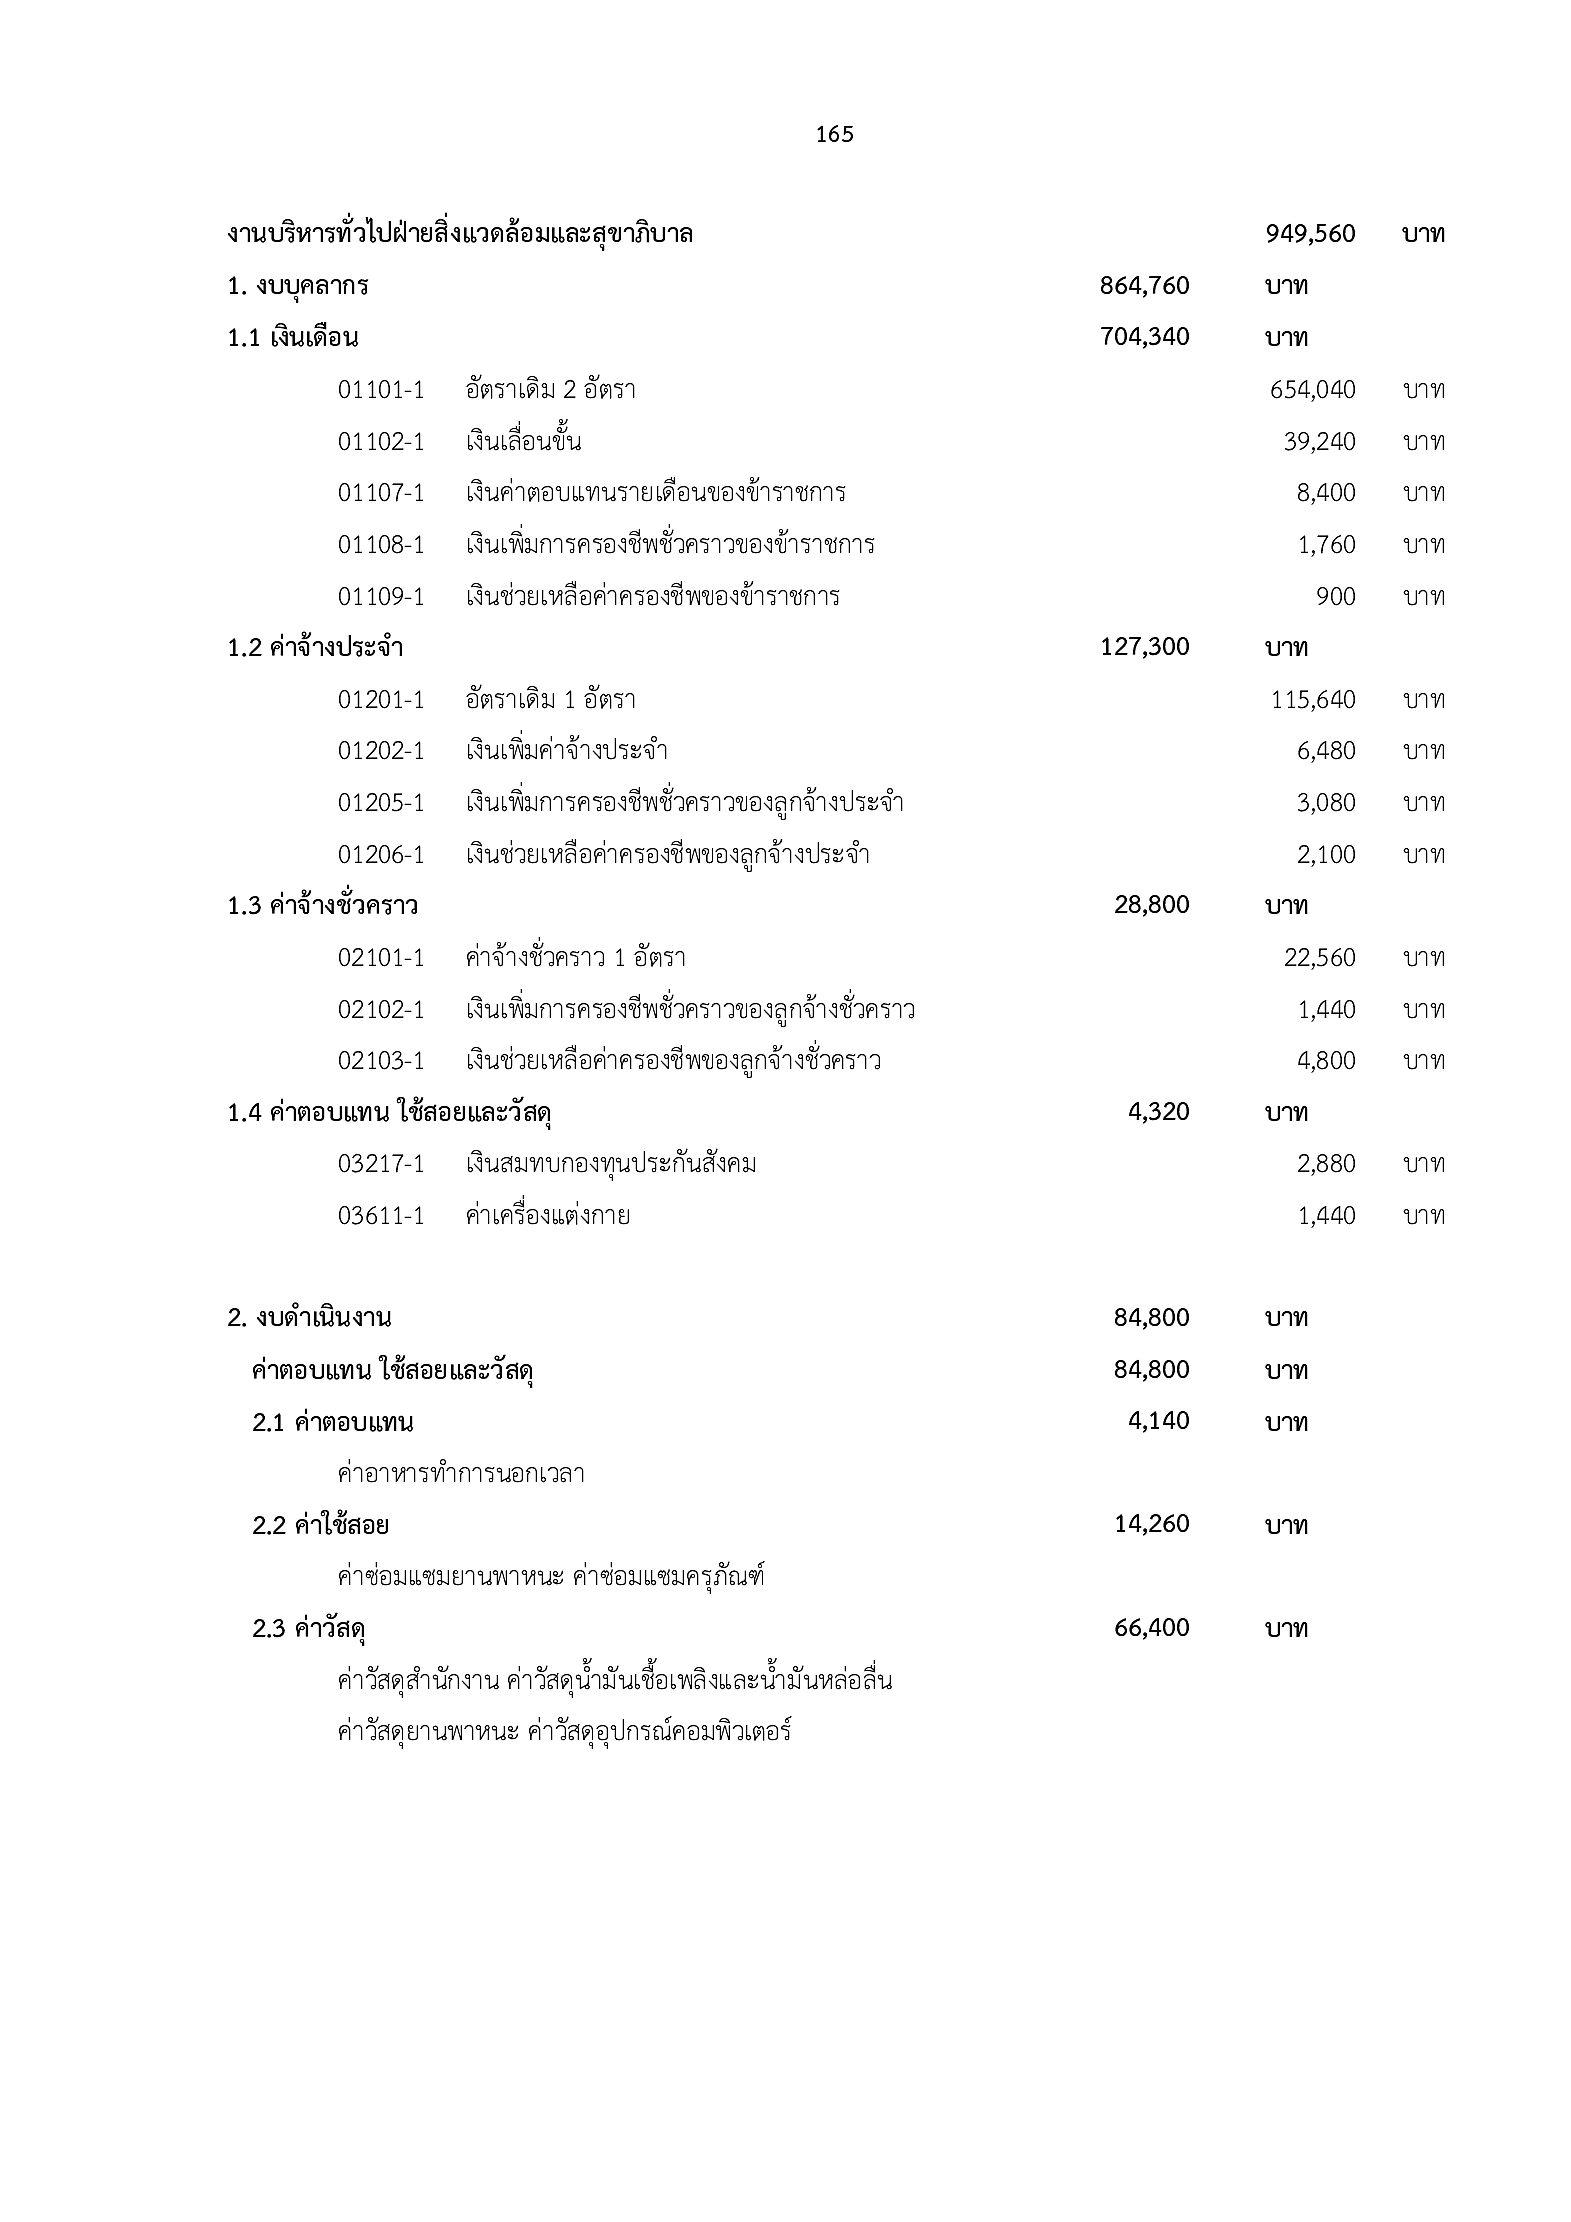 165
งานบริหารทั่วไปฝ่ายสิ่งแวดล้อมและสุขาภิบาล 949,560 บาท
1. งบบุคลากร 864,760 บาท
1.1 เงินเดือน 704,340 บาท
01101-1 อัตราเดิม 2 อัตรา 654,040 บาท
01102-1 เงินเลื่อนขั้น 39,240 บาท
01107-1 เงินค่าตอบแทนรายเดือนของข้าราชการ 8,400 บาท
01108-1 เงินเพิ่มการครองชีพชั่วคราวของข้าราชการ 1,760 บาท
01109-1 เงินช่วยเหลือค่าครองชีพของข้าราชการ 900 บาท
1.2 ค่าจ้างประจำ 127,300 บาท
01201-1 อัตราเดิม 1 อัตรา 115,640 บาท
01202-1 เงินเพิ่มค่าจ้างประจำ 6,480 บาท
01205-1 เงินเพิ่มการครองชีพชั่วคราวของลูกจ้างประจำ 3,080 บาท
01206-1 เงินช่วยเหลือค่าครองชีพของลูกจ้างประจำ 2,100 บาท
1.3 ค่าจ้างชั่วคราว 28,800 บาท
02101-1 ค่าจ้างชั่วคราว 1 อัตรา 22,560 บาท
02102-1 เงินเพิ่มการครองชีพชั่วคราวของลูกจ้างชั่วคราว 1,440 บาท
02103-1 เงินช่วยเหลือค่าครองชีพของลูกจ้างชั่วคราว 4,800 บาท
1.4 ค่าตอบแทน ใช้สอยและวัสดุ 4,320 บาท
03217-1 เงินสมทบกองทุนประกันสังคม 2,880 บาท
03611-1 ค่าเครื่องแต่งกาย 1,440 บาท
2. งบดำเนินงาน 84,800 บาท
ค่าตอบแทน ใช้สอยและวัสดุ 84,800 บาท
2.1 ค่าตอบแทน 4,140 บาท
ค่าอาหารทำการนอกเวลา
2.2 ค่าใช้สอย 14,260 บาท
ค่าซ่อมแซมยานพาหนะ ค่าซ่อมแซมครุภัณฑ์
2.3 ค่าวัสดุ 66,400 บาท
ค่าวัสดุสำนักงาน ค่าวัสดุน้ำมันเชื้อเพลิงและน้ำมันหล่อลื่น
ค่าวัสดุยานพาหนะ ค่าวัสดุอุปกรณ์คอมพิวเตอร์